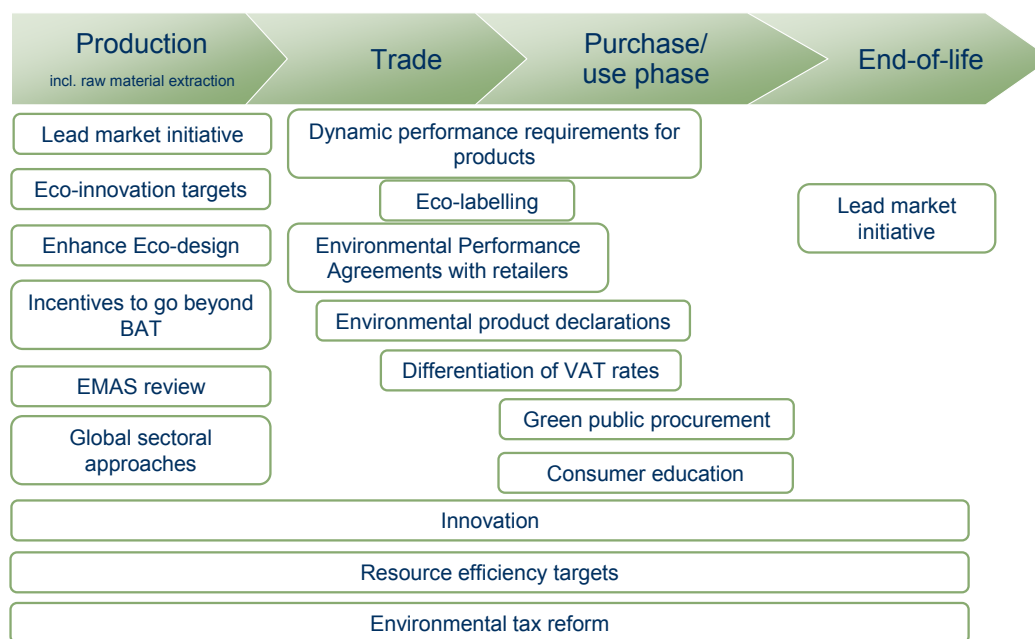 Production
incl. raw material extraction
Trade
Purchase/
use phase
End-of-life
Lead market initiative
Eco-innovation targets
Enhance Eco-design
Incentives to go beyond
BAT
EMAS review
Global sectoral
approaches
Dynamic performance requirements for
products
Eco-labelling
Environmental Performance
Agreements with retailers
Environmental product declarations
Differentiation of VAT rates
Green public procurement
Consumer education
Lead market
initiative
Innovation
Resource efficiency targets
Environmental tax reform